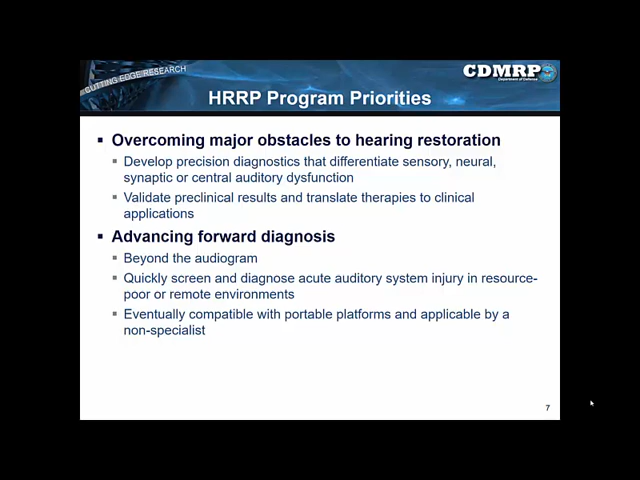 CUTTING EDGE RESEARCH
CDMRP
Department of Defense
HRRP Program Priorities
Overcoming major obstacles to hearing restoration
Develop precision diagnostics that differentiate sensory, neural,
synaptic or central auditory dysfunction
Validate preclinical results and translate therapies to clinical
applications
Advancing forward diagnosis
Beyond the audiogram
Quickly screen and diagnose acute auditory system injury in resource-
poor or remote environments
Eventually compatible with portable platforms and applicable by a
non-specialist
7